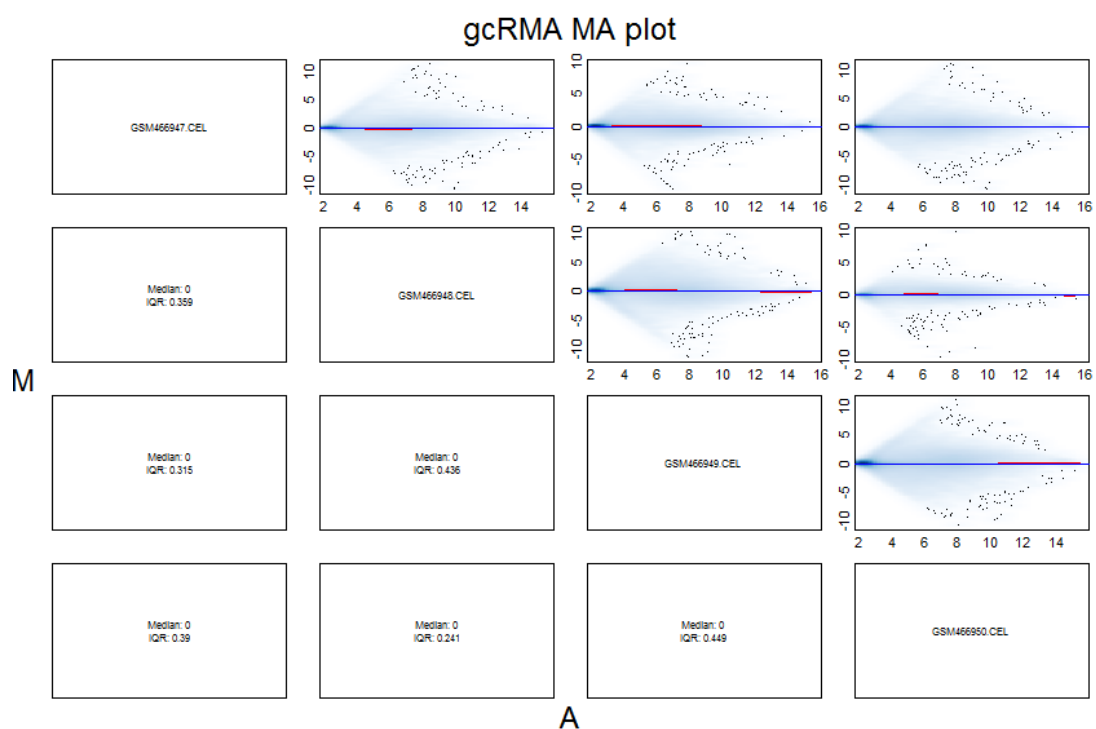 gcRMA MA plot
GSM466947.CEL
10
5
0
-5
-10
2 4 6 8 10 12 14
10
5
0
-5
-10
2 4 6 8 10 12 14 16
10
5
0
-5
-10
2 4 6 8 10 12 14
Median: 0
IQR: 0.359
GSM466948.CEL
10
5
0
-5
-10
2 4 6 8 10 12 14 16
10
5
0
-5
-10
2 4 6 8 10 12 14 16
M
Median: 0
IQR: 0.315
Median: 0
IQR: 0.436
GSM466949.CEL
10
5
0
-5
-10
2 4 6 8 10 12 14
Median: 0
IQR: 0.39
Median: 0
IQR: 0.241
Median: 0
IQR: 0.449
GSM466950.CEL
A